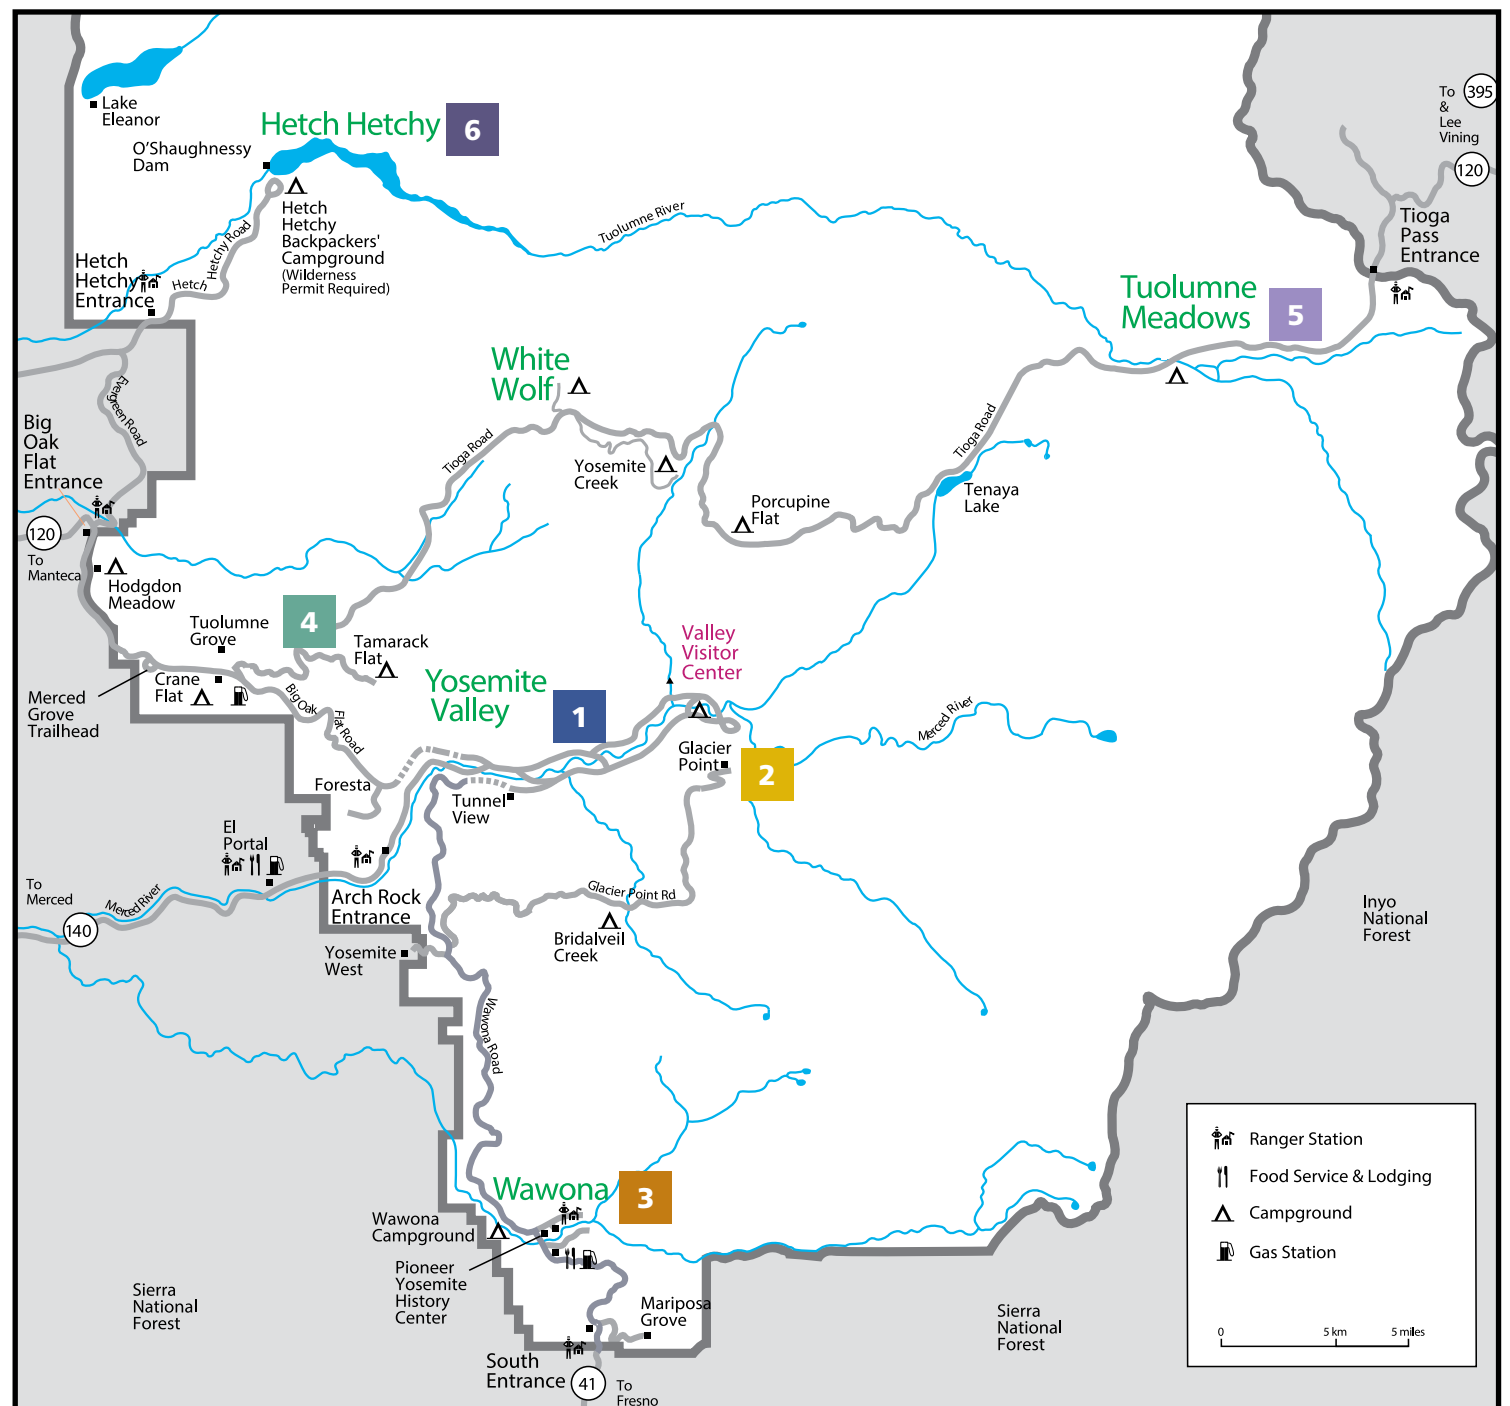 Lake
Eleanor
Hetch Hetchy
6
O'Shaughnessy
Dam
Hetch
Hetchy
Backpackers'
Campground
(Wilderness
Permit Required)
Hetch
Hetchy
Entrance
Hetch
Hetchy Road
Tuolumne River
To
&
Lee
Vining
395
120
Tioga
Pass
Entrance
Tuolumne
Meadows
5
White
Wolf
Evergreen Road
Big
Oak
Flat
Entrance
120
To
Manteca
Hodgdon
Meadow
Tioga Road
Yosemite
Creek
Porcupine
Flat
Tioga Road
Tenaya
Lake
4
Tuolumne
Grove
Tamarack
Flat
Crane
Flat
Merced
Grove
Trailhead
Big Oak
Flat Road
Yosemite
Valley
1
Valley
Visitor
Center
Merced River
Glacier
Point
2
Foresta
Tunnel
View
El
Portal
To
Merced
Merced River
140
Arch Rock
Entrance
Glacier Point Rd
Bridalveil
Creek
Yosemite
West
Inyo
National
Forest
Wawona Road
Wawona
3
Wawona
Campground
Pioneer
Yosemite
History
Center
Mariposa
Grove
South
Entrance
41
To
Fresno
Sierra
National
Forest
Sierra
National
Forest
Ranger Station
Food Service & Lodging
Campground
Gas Station
0
5 km
5 miles